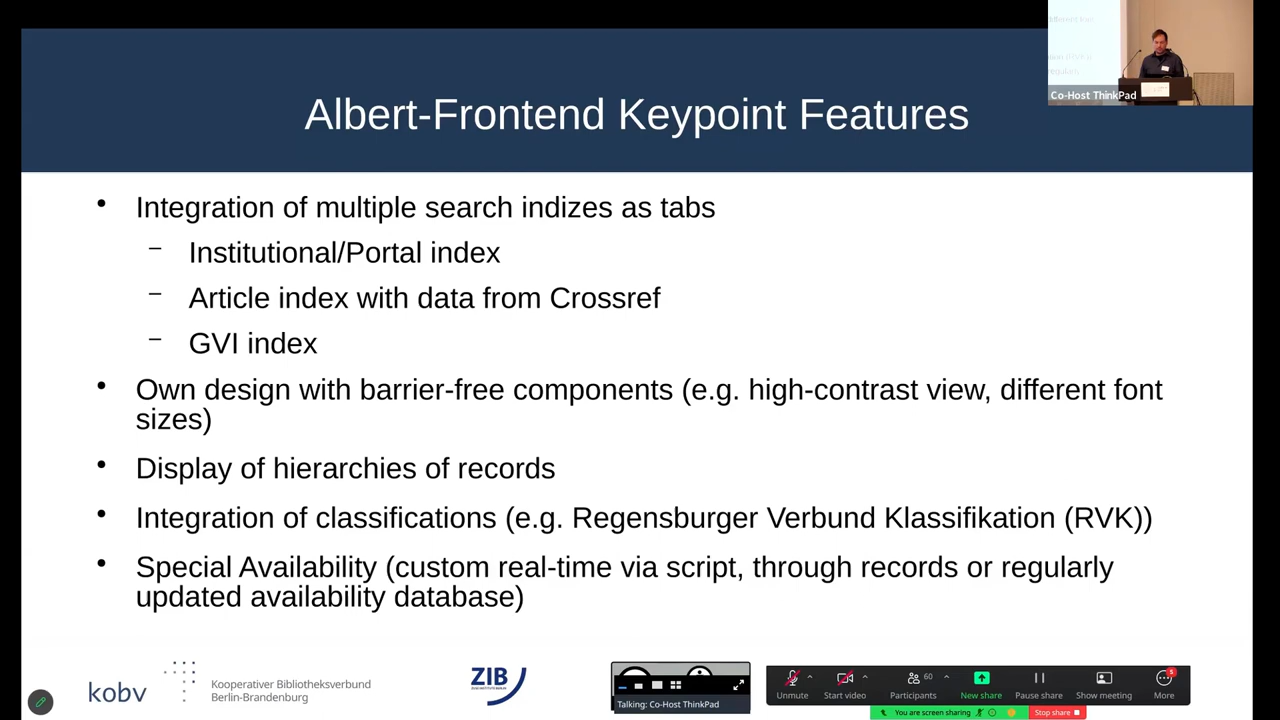 Albert-Frontend Keypoint Features
Co-Host ThinkPad
• Integration of multiple search indizes as tabs
– Institutional/Portal index
– Article index with data from Crossref
– GVI index
• Own design with barrier-free components (e.g. high-contrast view, different font
sizes)
• Display of hierarchies of records
• Integration of classifications (e.g. Regensburger Verbund Klassifikation (RVK))
• Special Availability (custom real-time via script, through records or regularly
updated availability database)
kobv
Kooperativer Bibliotheksverbund
Berlin-Brandenburg
ZIB
Talking: Co-Host ThinkPad
Unmute
Start video
60
Participants
New share
Pause share
Show meeting
5
More
You are screen sharing
Stop share